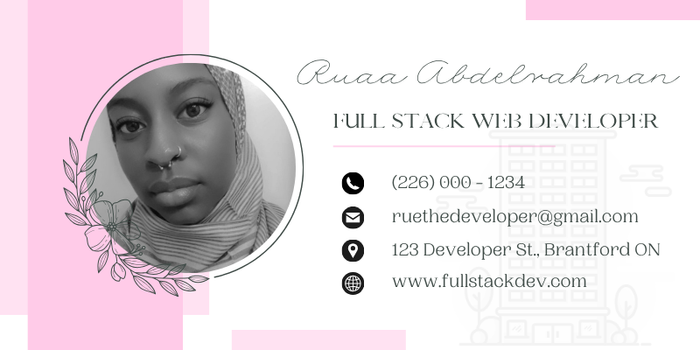 Ruaa Abdelrahman
FULL STACK WEB DEVELOPER
(226) 000 - 1234
ruethedeveloper@gmail.com
123 Developer St., Brantford ON
www.fullstackdev.com